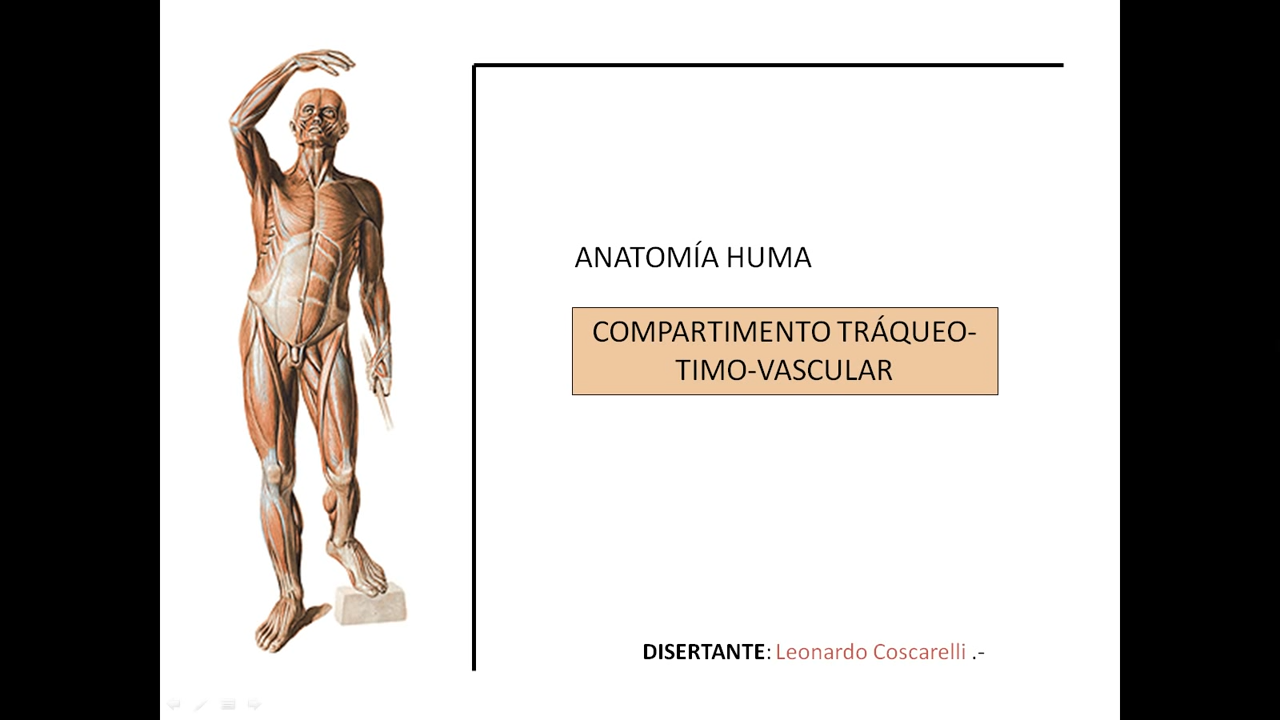 ANATOMÍA HUMA
COMPARTIMENTO TRÁQUEO-
TIMO-VASCULAR
DISERTANTE: Leonardo Coscarelli .-